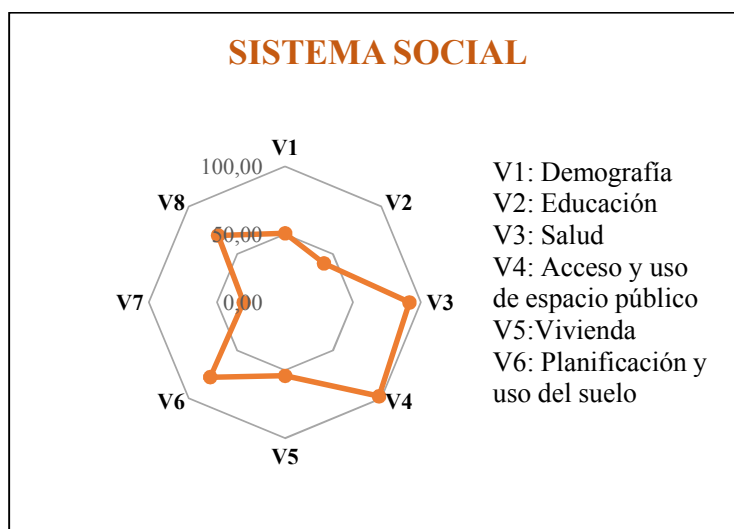 SISTEMA SOCIAL
V1
100,00
V8
V2
50,00
V7
0,00
V3
V6
V4
V5
V1: Demografía
V2: Educación
V3: Salud
V4: Acceso y uso
de espacio público
V5:Vivienda
V6: Planificación y
uso del suelo